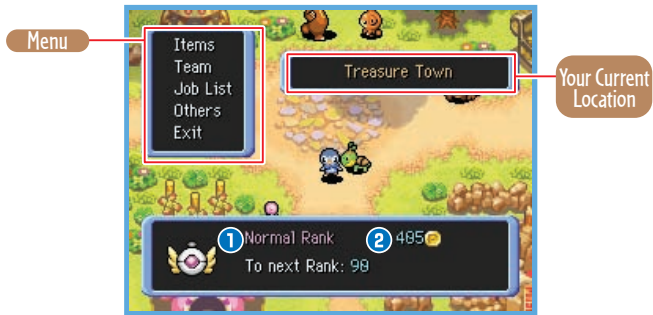 Menu
Items
Team
Job List
Others
Exit
Treasure Town
Your Current
Location
1 Normal Rank 2 485 P
To next Rank: 98